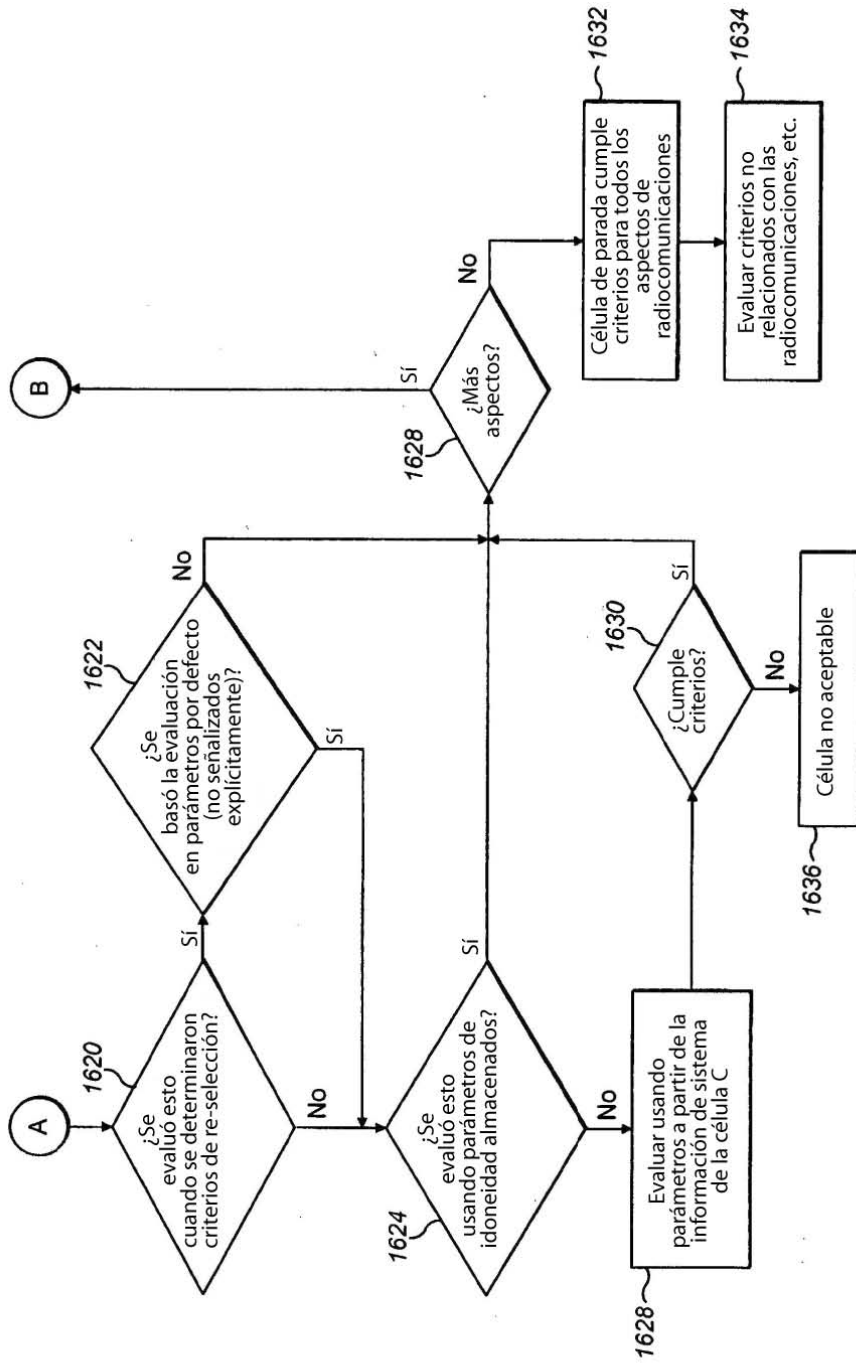 A
1620
¿Se
evaluó esto
cuando se determinaron
criterios de re-selección?
Sí
No
1622
¿Se
basó la evaluación
en parámetros por defecto
(no señalizados
explícitamente)?
No
Sí
1624
¿Se
evaluó esto
usando parámetros de
idoneidad almacenados?
Sí
No
1628
Evaluar usando
parámetros a partir de la
información de sistema
de la célula C
1630
¿Cumple
criterios?
Sí
No
1636
Célula no aceptable
B
1628
¿Más
aspectos?
Sí
No
1632
Célula de parada cumple
criterios para todos los
aspectos de
radiocomunicaciones
1634
Evaluar criterios no
relacionados con las
radiocomunicaciones, etc.